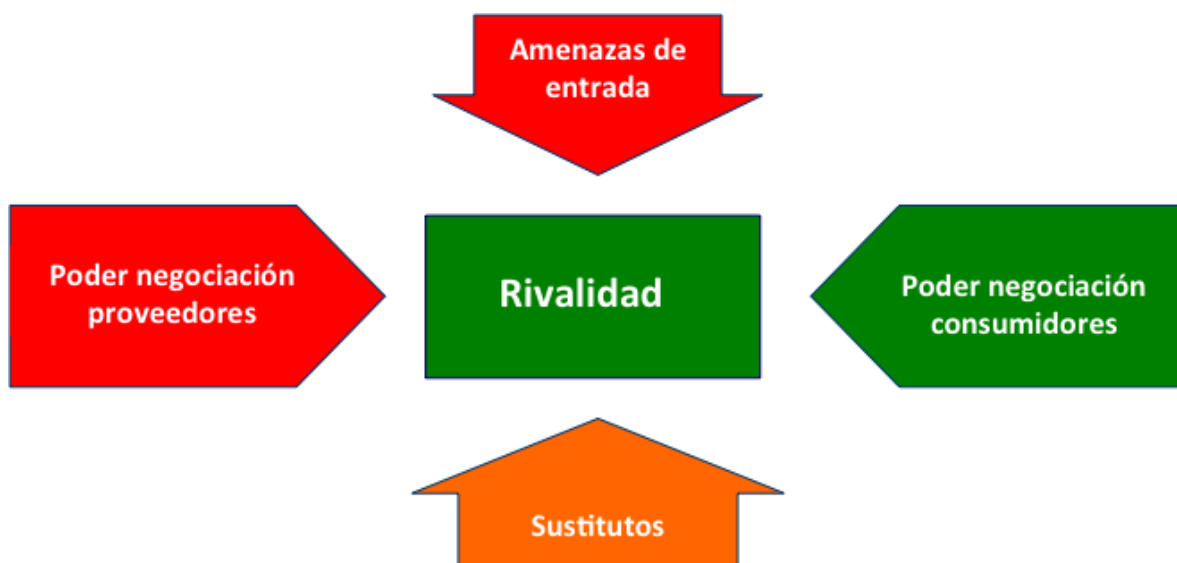 Amenazas de
entrada
Poder negociación
proveedores
Rivalidad
Poder negociación
consumidores
Sustitutos